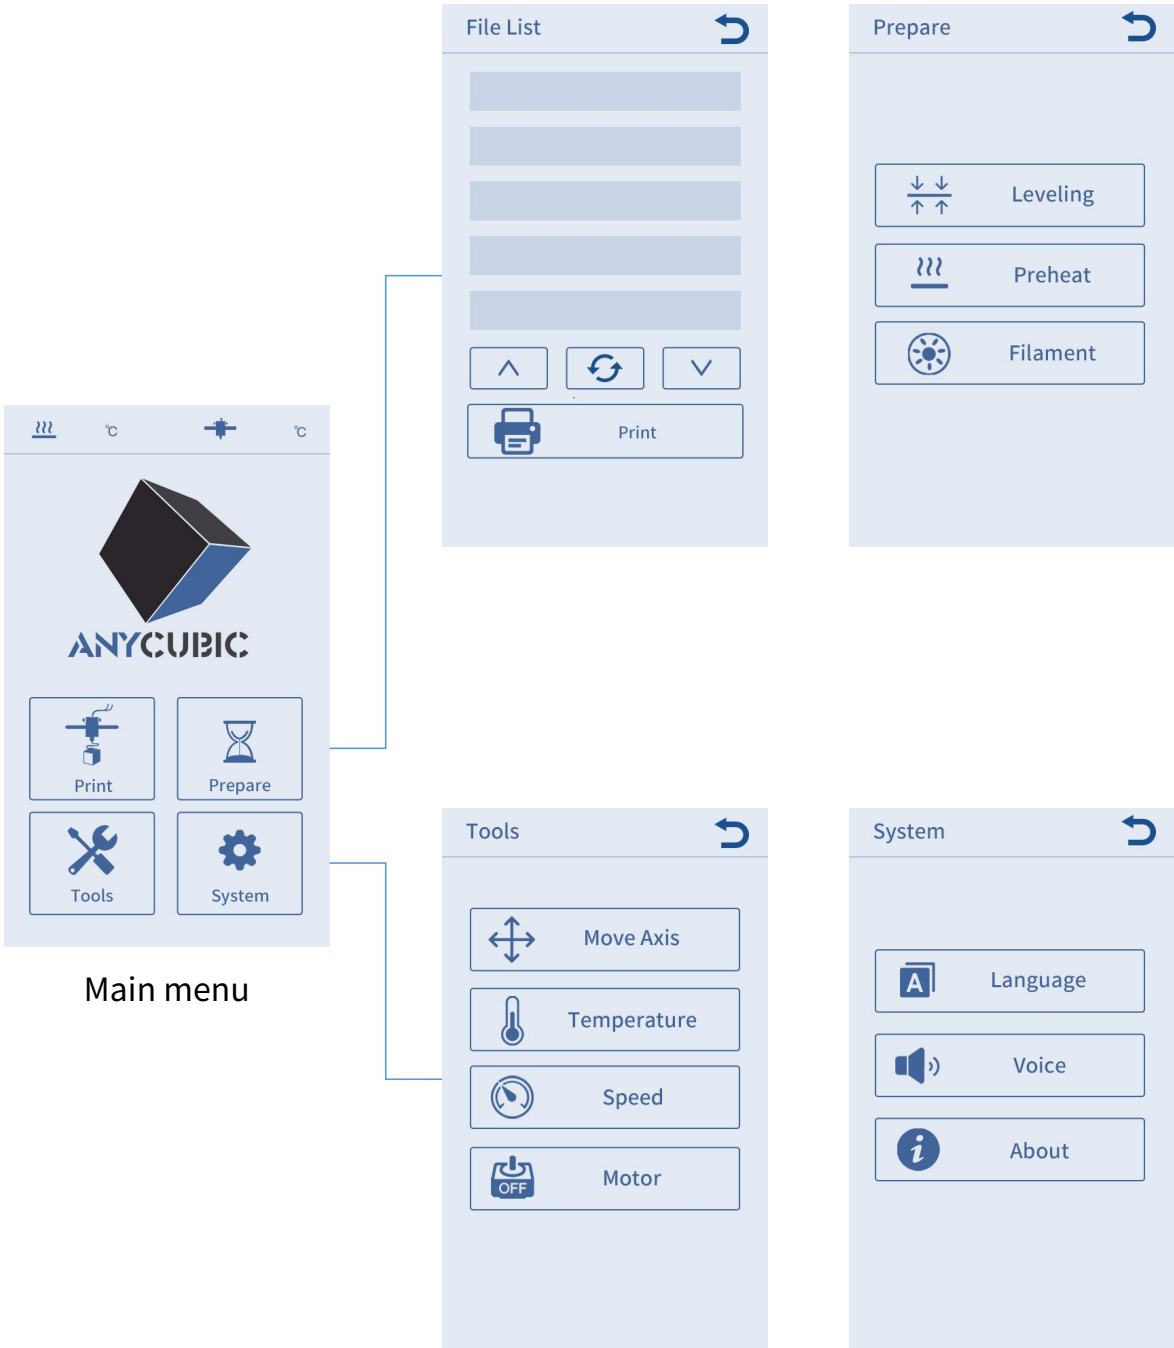 File List
Print
Prepare
Leveling
Preheat
Filament
℃
℃
ANYCUBIC
Print
Prepare
Tools
System
Main menu
Tools
Move Axis
Temperature
Speed
OFF
Motor
System
A
Language
Voice
i
About